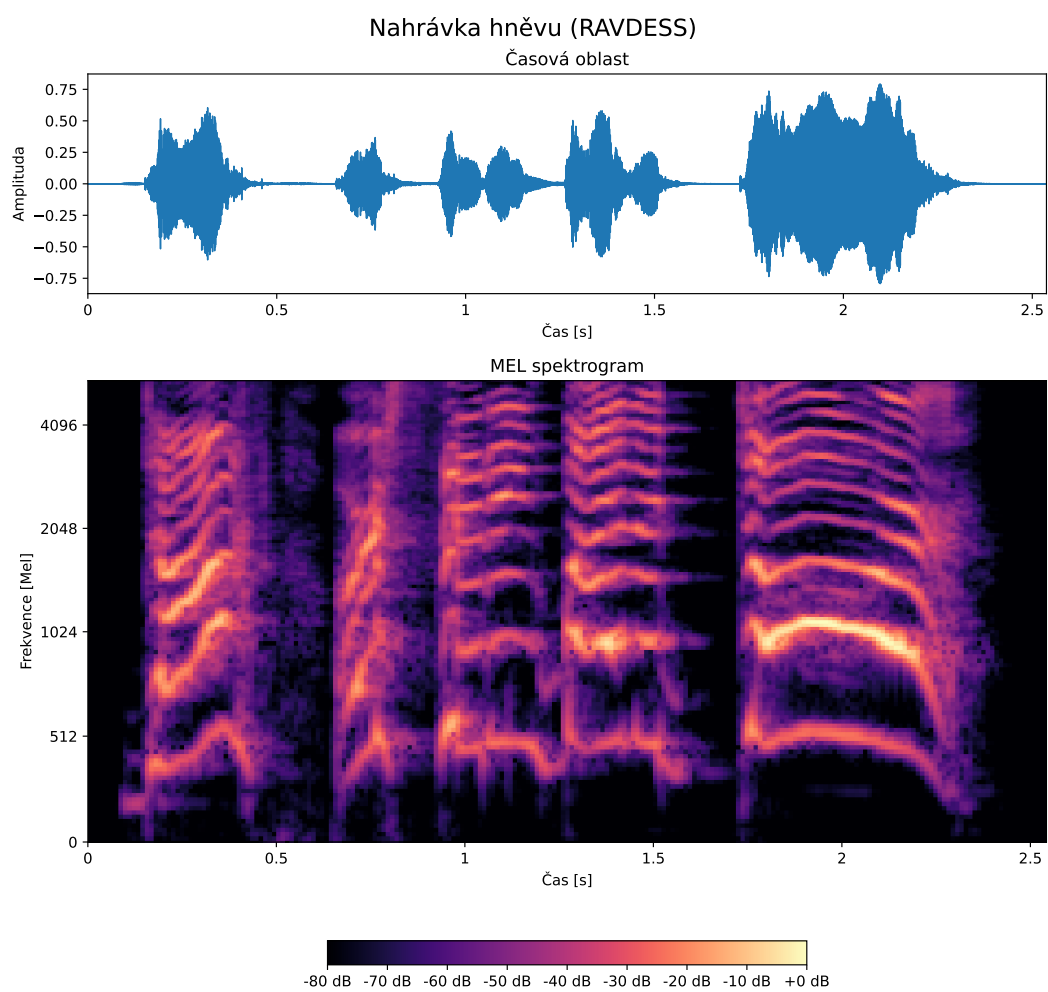 Nahrávka hněvu (RAVDESS)
Časová oblast
Amplituda
0.75
0.50
0.25
0.00
−0.25
−0.50
−0.75
0 0.5 1 1.5 2 2.5
Čas [s]
MEL spektrogram
Frekvence [Mel]
4096
2048
1024
512
0
0 0.5 1 1.5 2 2.5
Čas [s]
-80 dB -70 dB -60 dB -50 dB -40 dB -30 dB -20 dB -10 dB +0 dB